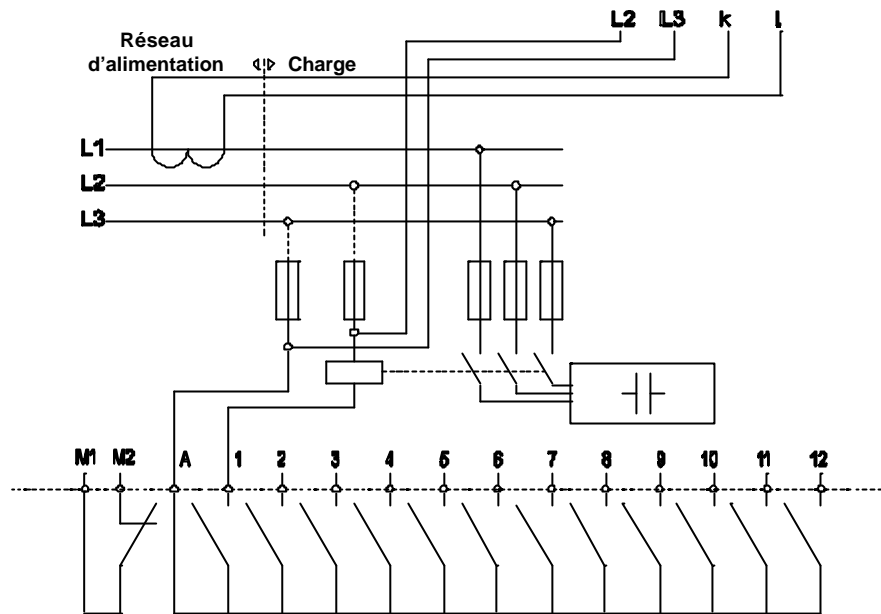 L2 L3 k l
Réseau
d'alimentation Charge
L1
L2
L3
M1 M2 A 1 2 3 4 5 6 7 8 9 10 11 12